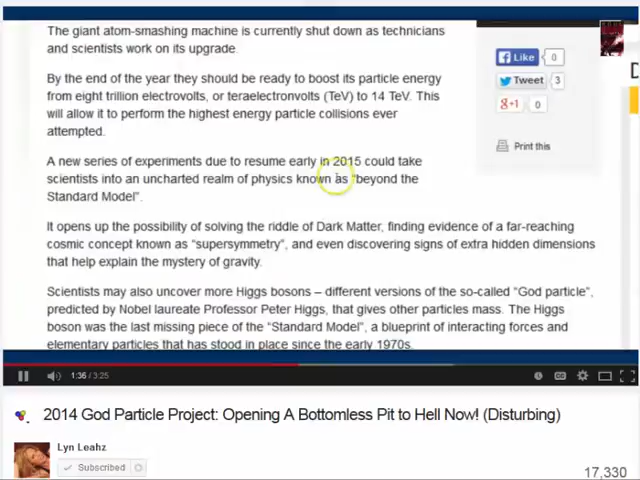 The giant atom-smashing machine is currently shut down as technicians
and scientists work on its upgrade.
By the end of the year they should be ready to boost its particle energy
from eight trillion electrovolts, or teraelectronvolts (TeV) to 14 TeV. This
will allow it to perform the highest energy particle collisions ever
attempted.
A new series of experiments due to resume early in 2015 could take
scientists into an uncharted realm of physics known as "beyond the
Standard Model".
It opens up the possibility of solving the riddle of Dark Matter, finding evidence of a far-reaching
cosmic concept known as "supersymmetry", and even discovering signs of extra hidden dimensions
that help explain the mystery of gravity.
Scientists may also uncover more Higgs bosons – different versions of the so-called "God particle",
predicted by Nobel laureate Professor Peter Higgs, that gives other particles mass. The Higgs
boson was the last missing piece of the "Standard Model", a blueprint of interacting forces and
elementary particles that has stood in place since the early 1970s.
Like 0
Tweet 3
g+1 0
Print this
D
1:36 / 3:25
CC
2014 God Particle Project: Opening A Bottomless Pit to Hell Now! (Disturbing)
Lyn Leahz
Subscribed
17,330